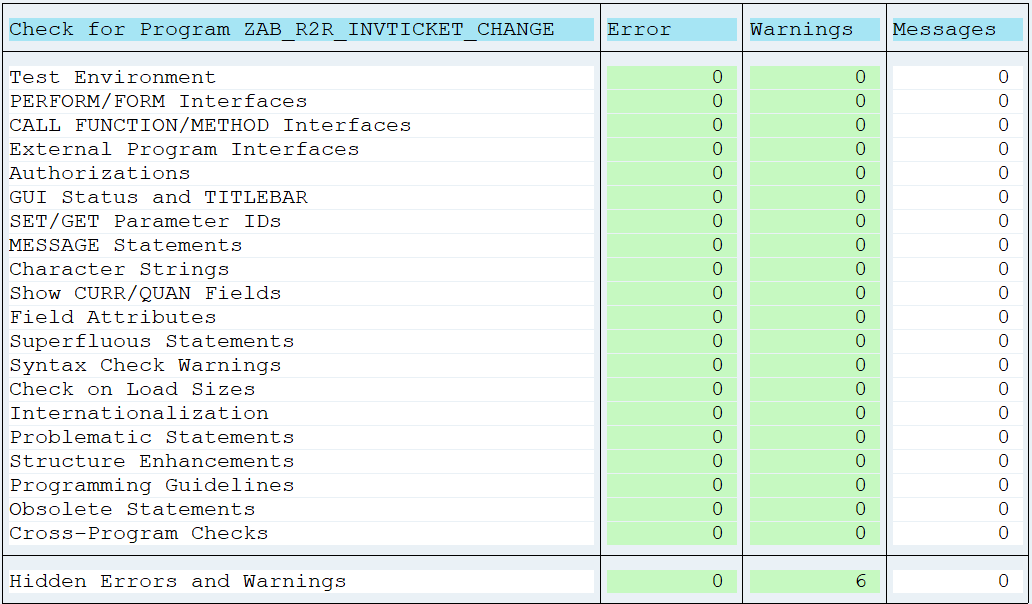 Check for Program ZAB_R2R_INVTICKET_CHANGE Error Warnings Messages
Test Environment 0 0 0
PERFORM/FORM Interfaces 0 0 0
CALL FUNCTION/METHOD Interfaces 0 0 0
External Program Interfaces 0 0 0
Authorizations 0 0 0
GUI Status and TITLEBAR 0 0 0
SET/GET Parameter IDs 0 0 0
MESSAGE Statements 0 0 0
Character Strings 0 0 0
Show CURR/QUAN Fields 0 0 0
Field Attributes 0 0 0
Superfluous Statements 0 0 0
Syntax Check Warnings 0 0 0
Check on Load Sizes 0 0 0
Internationalization 0 0 0
Problematic Statements 0 0 0
Structure Enhancements 0 0 0
Programming Guidelines 0 0 0
Obsolete Statements 0 0 0
Cross-Program Checks 0 0 0
Hidden Errors and Warnings 0 6 0